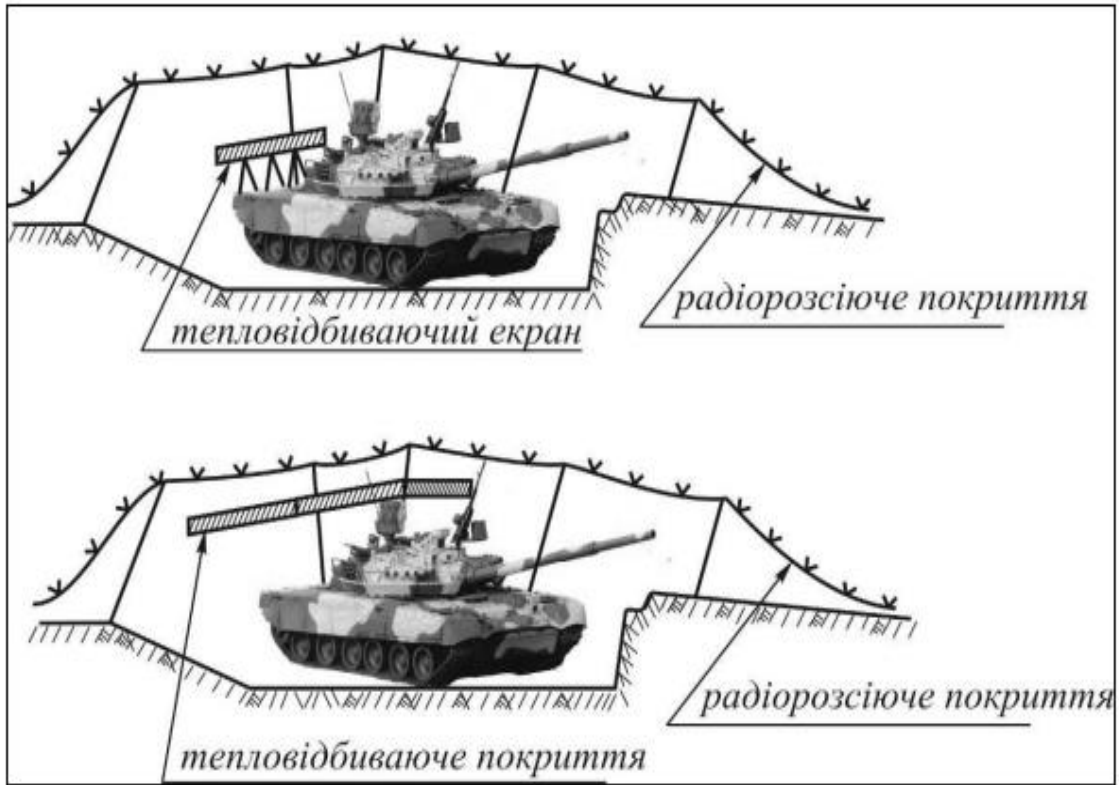 радіорозсіюче покриття
тепловідбиваючий екран
радіорозсіюче покриття
тепловідбиваюче покриття